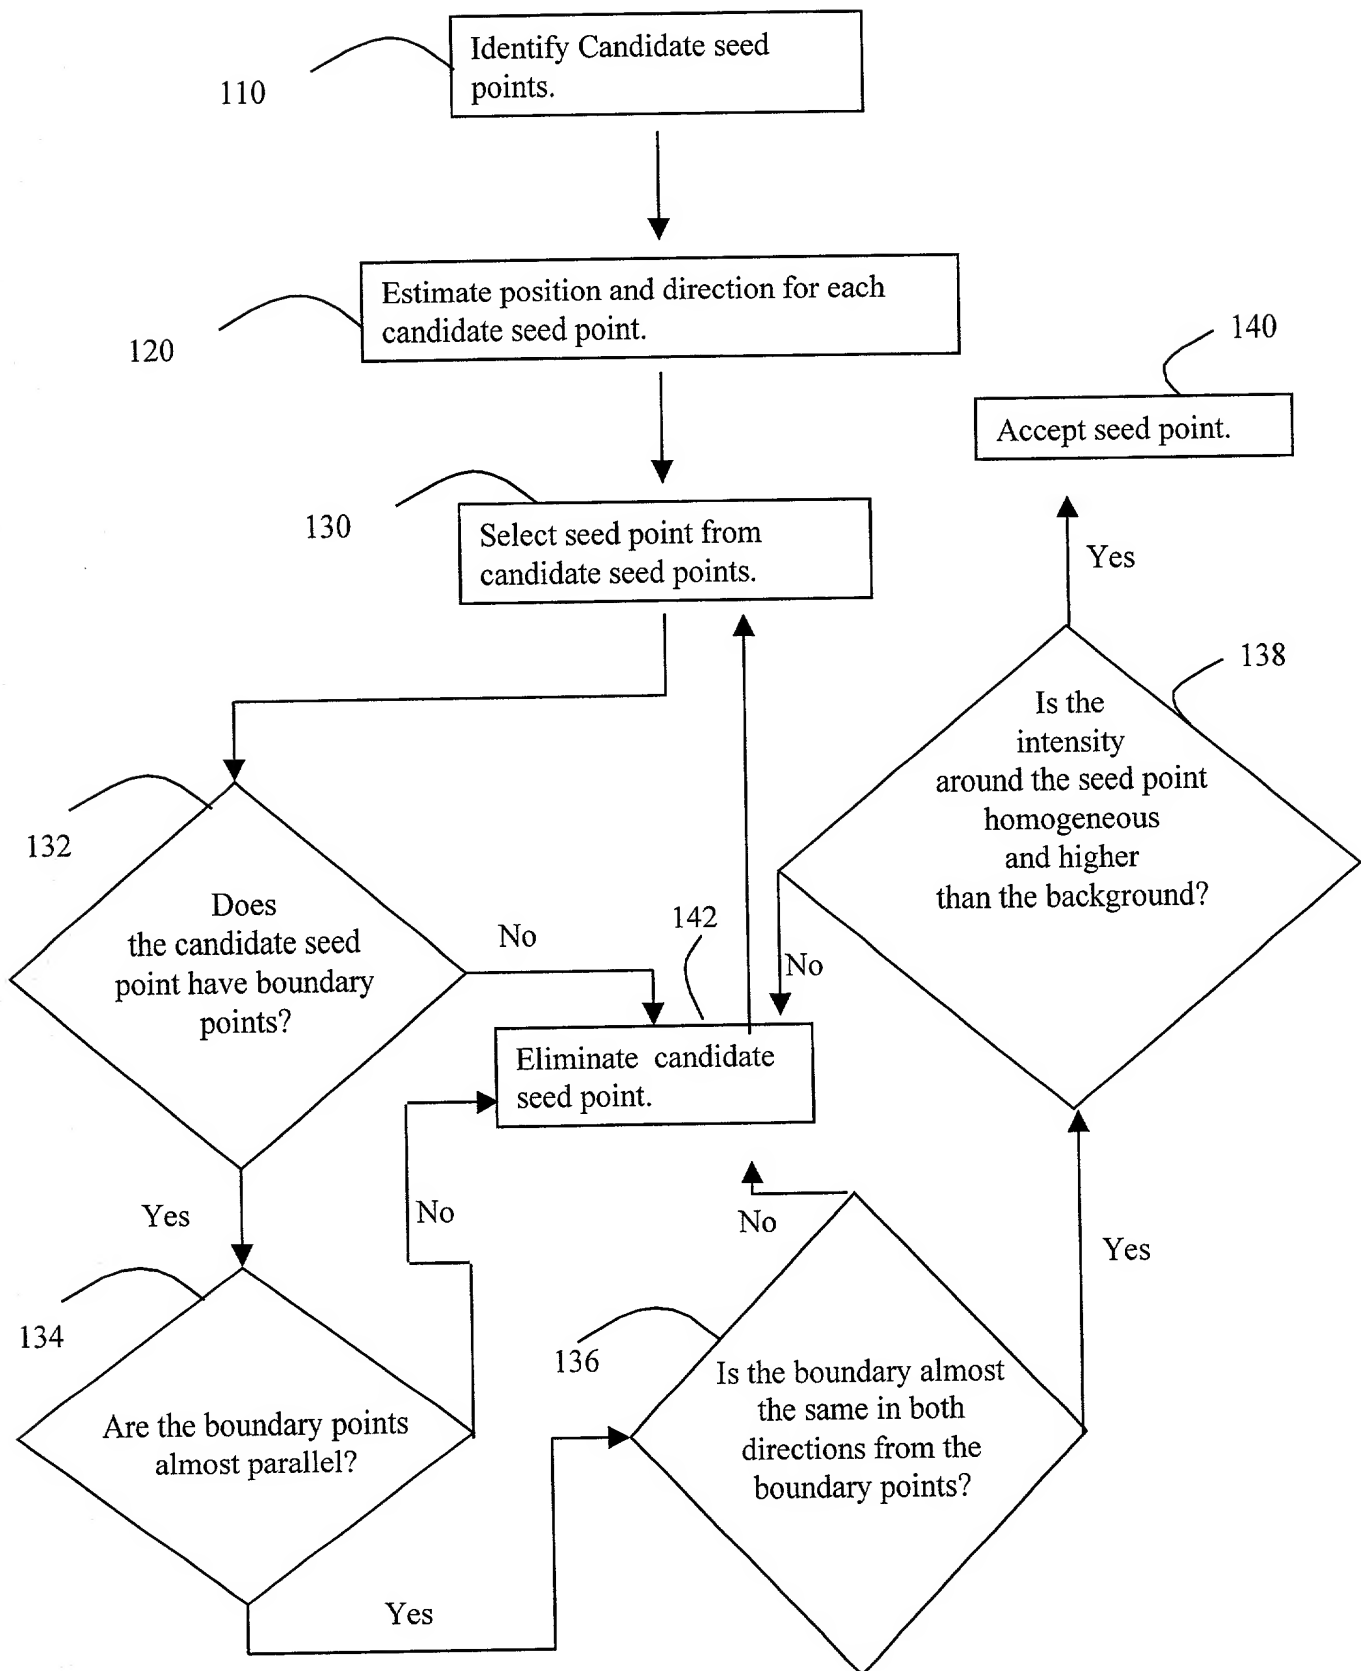 Identify Candidate seed
points.
110
Estimate position and direction for each
candidate seed point.
120
140
Accept seed point.
130
Select seed point from
candidate seed points.
Yes
138
Is the
intensity
around the seed point
homogeneous
and higher
than the background?
132
Does
the candidate seed
point have boundary
points?
No
142
No
Eliminate candidate
seed point.
Yes
No
No
Yes
134
Are the boundary points
almost parallel?
136
Is the boundary almost
the same in both
directions from the
boundary points?
Yes